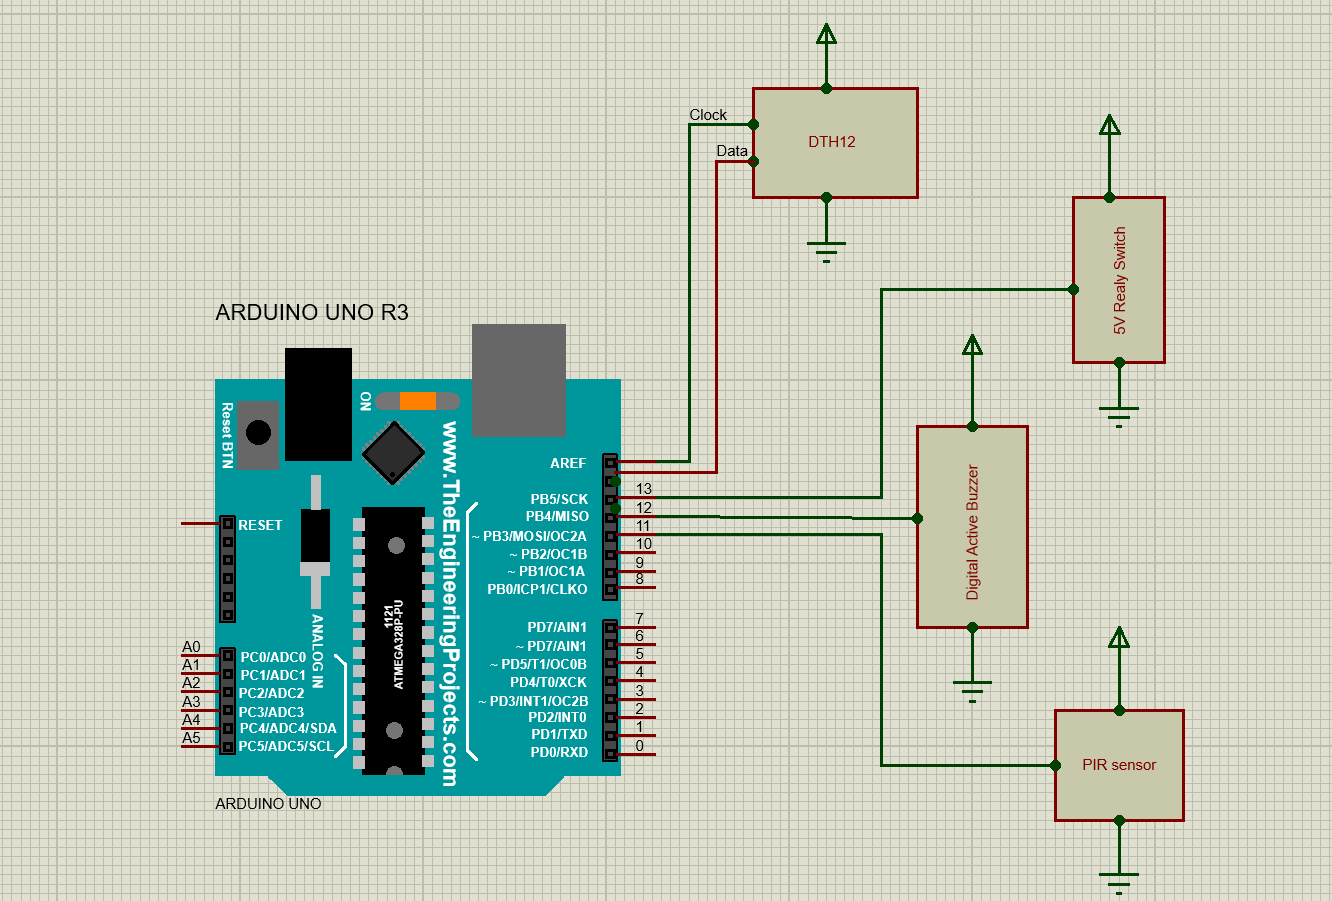 Clock
Data
DTH12
5V Realy Switch
ARDUINO UNO R3
Reset BTN
ON
www.TheEngineeringProjects.com
AREF
PB5/SCK
13
PB4/MISO
12
RESET
~ PB3/MOSI/OC2A
11
~ PB2/OC1B
10
~ PB1/OC1A
9
PB0/ICP1/CLKO
8
Digital Active Buzzer
1121
ATMEGA328P-PU
ANALOG IN
PD7/AIN1
7
~ PD7/AIN1
6
~ PD5/T1/OC0B
5
PD4/T0/XCK
4
~ PD3/INT1/OC2B
3
PD2/INT0
2
PD1/TXD
1
PD0/RXD
0
A0
PC0/ADC0
A1
PC1/ADC1
A2
PC2/ADC2
A3
PC3/ADC3
A4
PC4/ADC4/SDA
A5
PC5/ADC5/SCL
PIR sensor
ARDUINO UNO